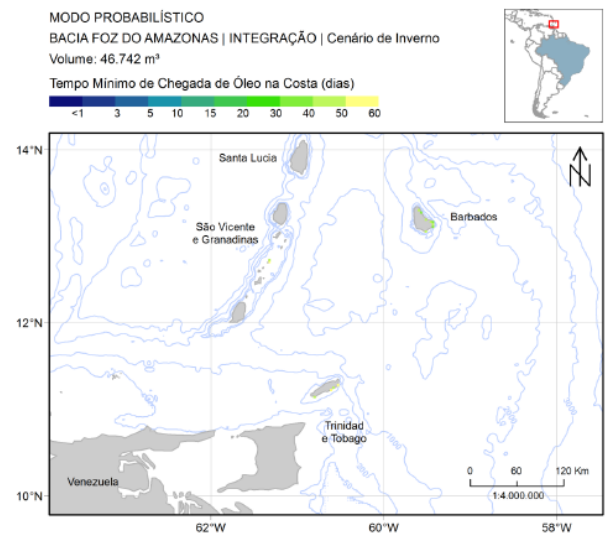 MODO PROBABILÍSTICO
BACIA FOZ DO AMAZONAS | INTEGRAÇÃO | Cenário de Inverno
Volume: 46.742 m³
Tempo Mínimo de Chegada de Óleo na Costa (dias)
<1 3 5 10 15 20 30 40 50 60
14°N
Santa Lucia
N
São Vicente
e Granadinas
Barbados
12°N
Trinidad
e Tobago
Venezuela
0 60 120 Km
1:4.000.000
10°N
62°W 60°W 58°W